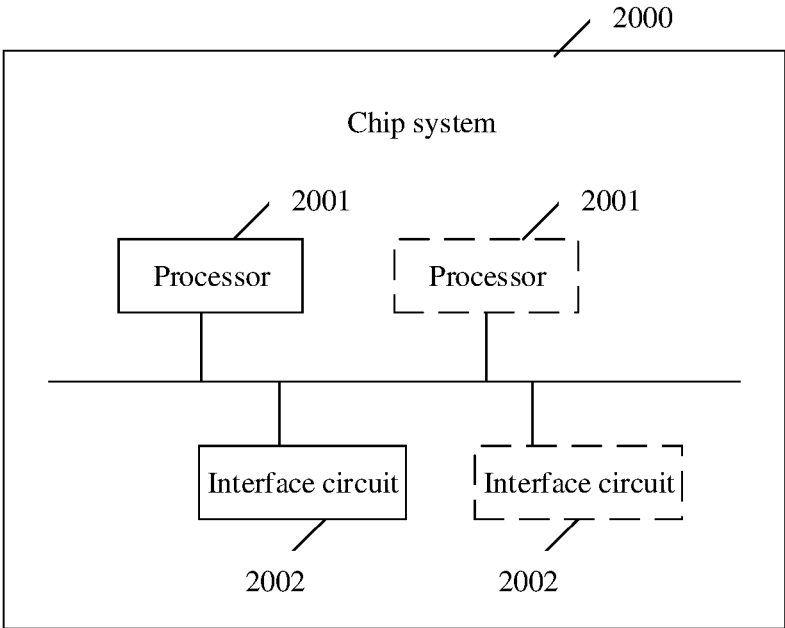 2000
Chip system
2001
2001
Processor
Processor
Interface circuit
Interface circuit
2002
2002